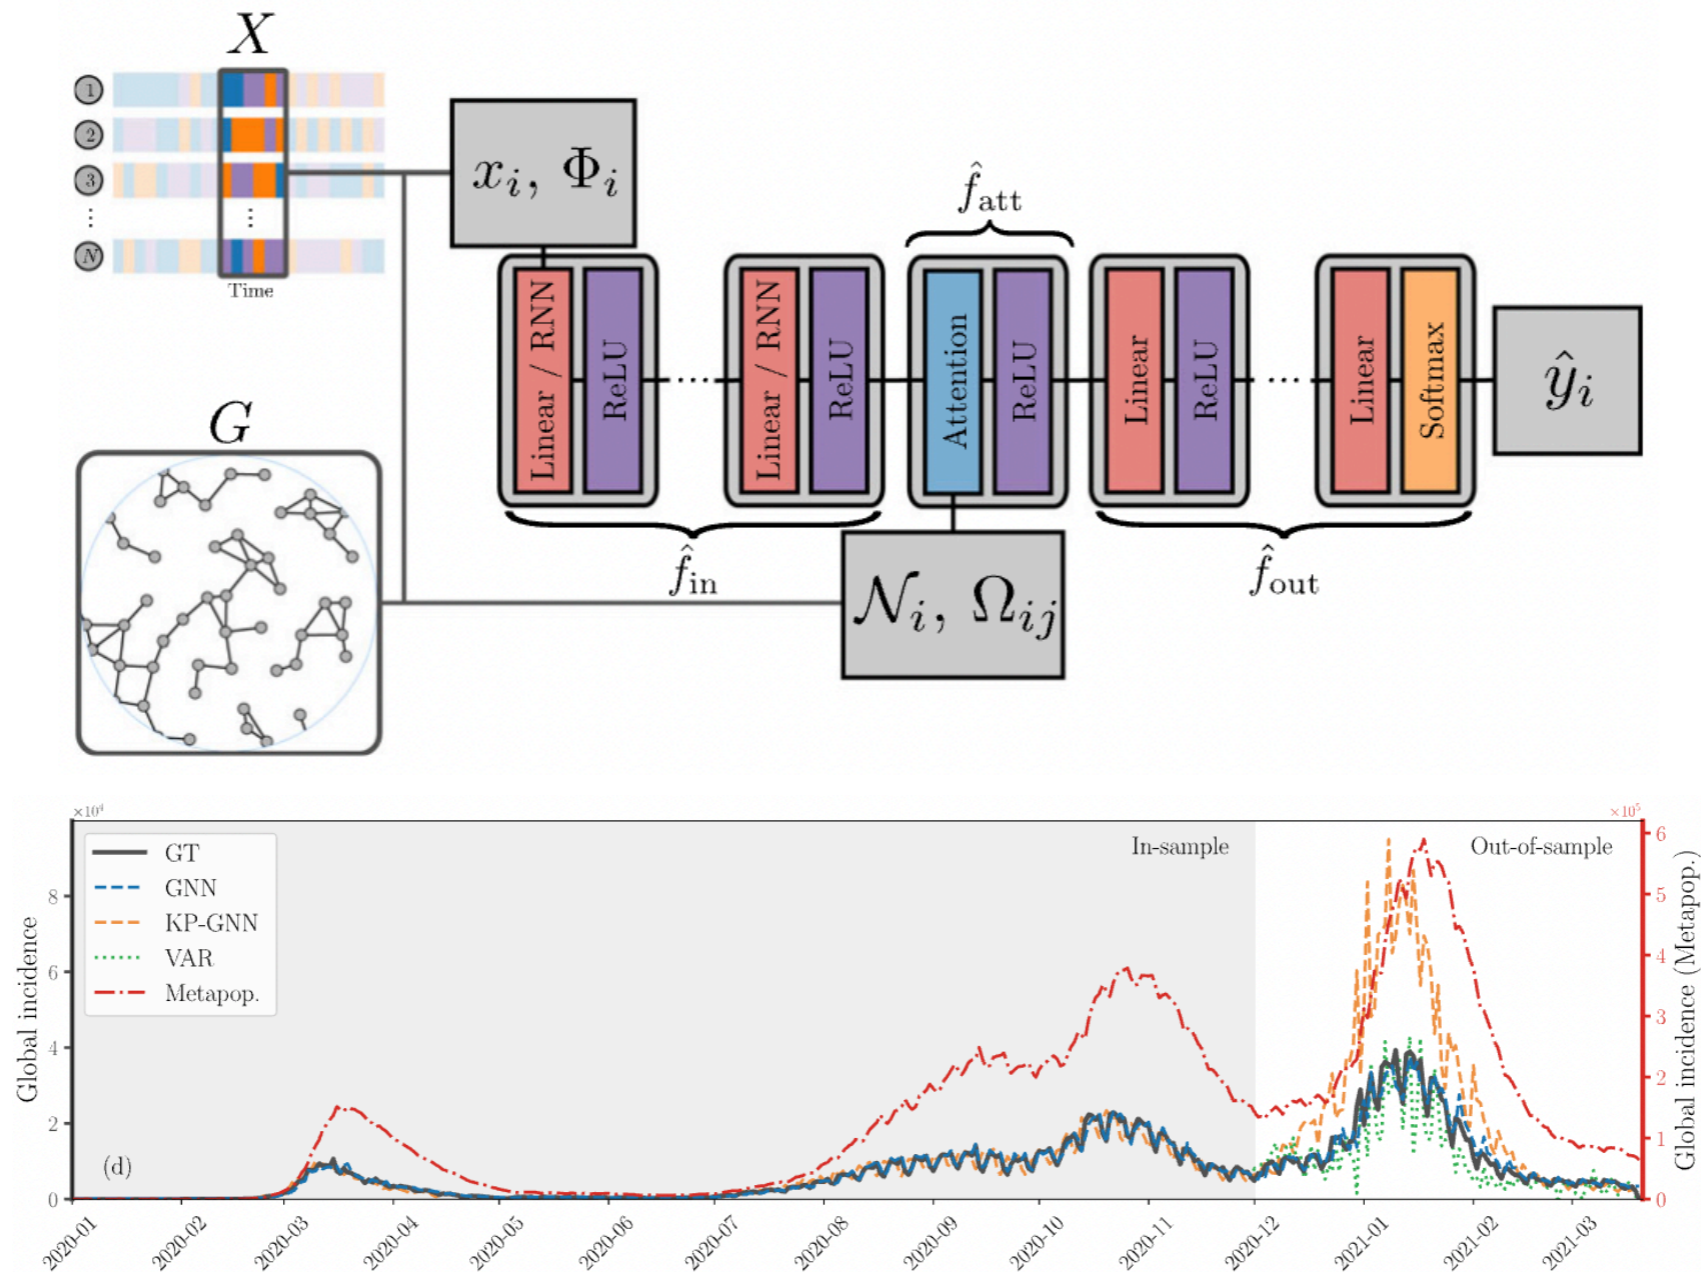 X
1
2
3
⋮
⋮
N
Time
x_i, Φ_i
f̂_att
Linear / RNN
ReLU
Linear / RNN
ReLU
Attention
ReLU
Linear
ReLU
Linear
Softmax
ŷ_i
G
f̂_in
f̂_out
𝒩_i, Ω_ij
×10⁴
×10⁵
In-sample
Out-of-sample
GT
GNN
KP-GNN
VAR
Metapop.
(d)
Global incidence
8
6
4
2
0
Global incidence (Metapop.)
6
5
4
3
2
1
0
2020-01
2020-02
2020-03
2020-04
2020-05
2020-06
2020-07
2020-08
2020-09
2020-10
2020-11
2020-12
2021-01
2021-02
2021-03